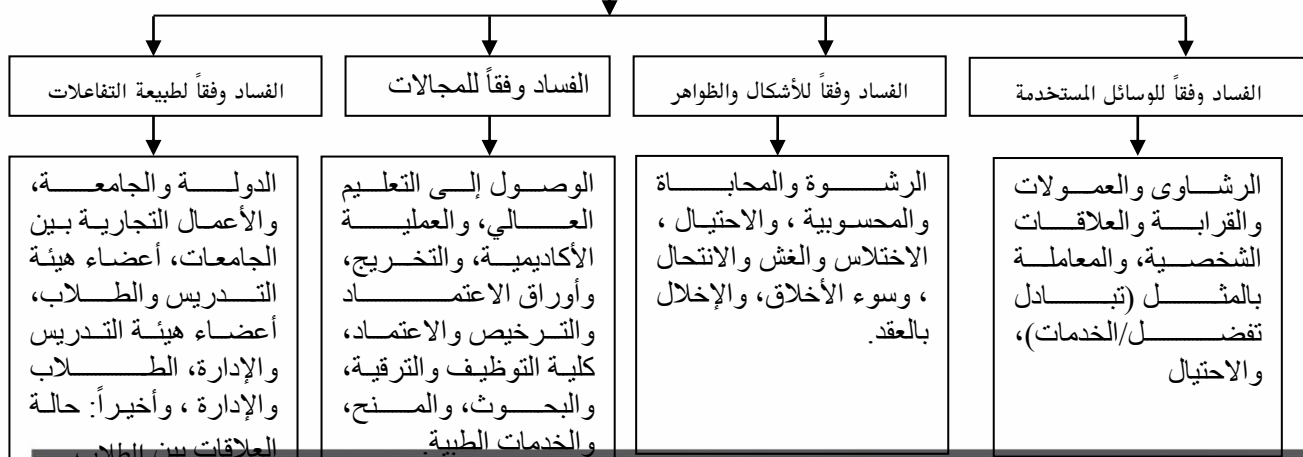 الفساد وفقاً للوسائل المستخدمة
الفساد وفقاً للأشكال والظواهر
الفساد وفقاً للمجالات
الفساد وفقاً لطبيعة التفاعلات
الرشاوى والعمولات
والقرابة والعلاقات
الشخصية، والمعاملة
بالمثل (تبادل
تفضل/الخدمات)،
والاحتيال
الرشوة والمحاباة
والمحسوبية ، والاحتيال ،
الاختلاس والغش والانتحال
، وسوء الأخلاق، والإخلال
بالعقد.
الوصول إلى التعليم
العالي، والعملية
الأكاديمية، والتخريج،
وأوراق الاعتماد
والترخيص والاعتماد،
كلية التوظيف والترقية،
والبحوث، والمنح،
والخدمات الطبية.
الدولة والجامعة،
والأعمال التجارية بين
الجامعات، أعضاء هيئة
التدريس والطلاب،
أعضاء هيئة التدريس
والإدارة، الطلاب
والإدارة ، وأخيراً: حالة
العلاقات بين الطلاب